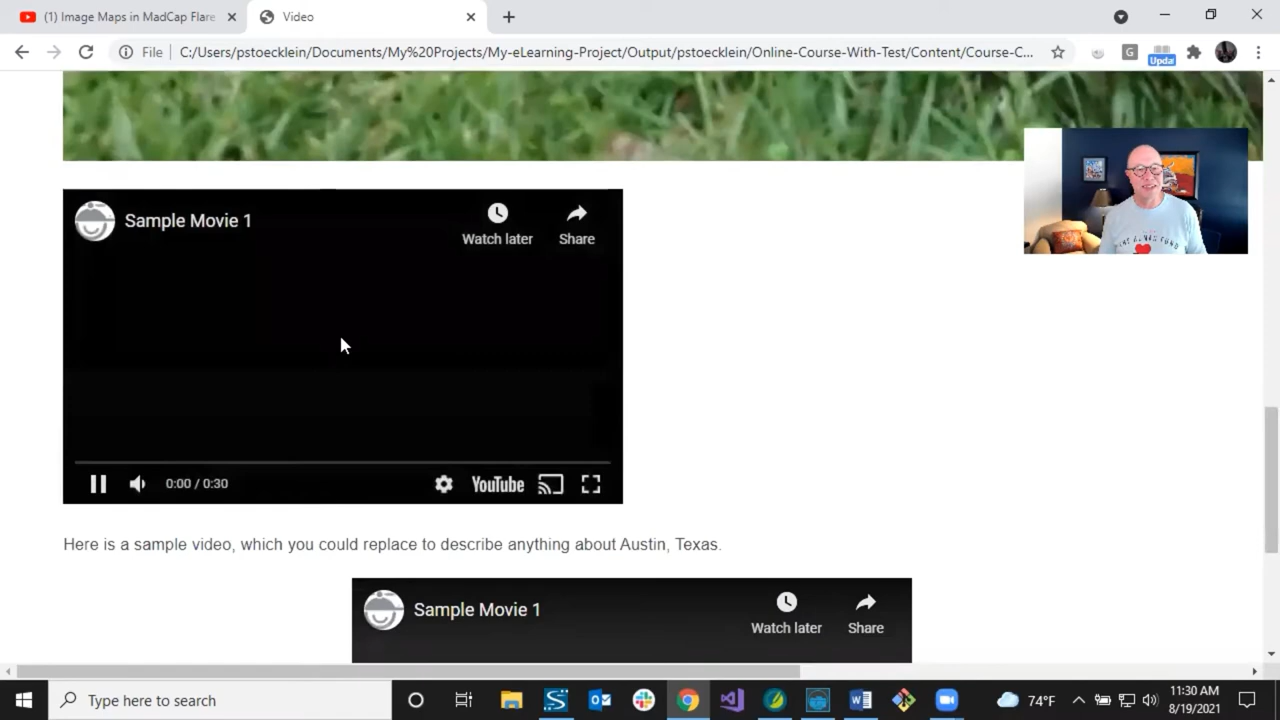 (1) Image Maps in MadCap Flare
Video
File
C:/Users/pstoecklein/Documents/My%20Projects/My-eLearning-Project/Output/pstoecklein/Online-Course-With-Test/Content/Course-C...
G
Updat
Sample Movie 1
Watch later
Share
0:00 / 0:30
YouTube
Here is a sample video, which you could replace to describe anything about Austin, Texas.
Sample Movie 1
Watch later
Share
Type here to search
74°F
11:30 AM
8/19/2021